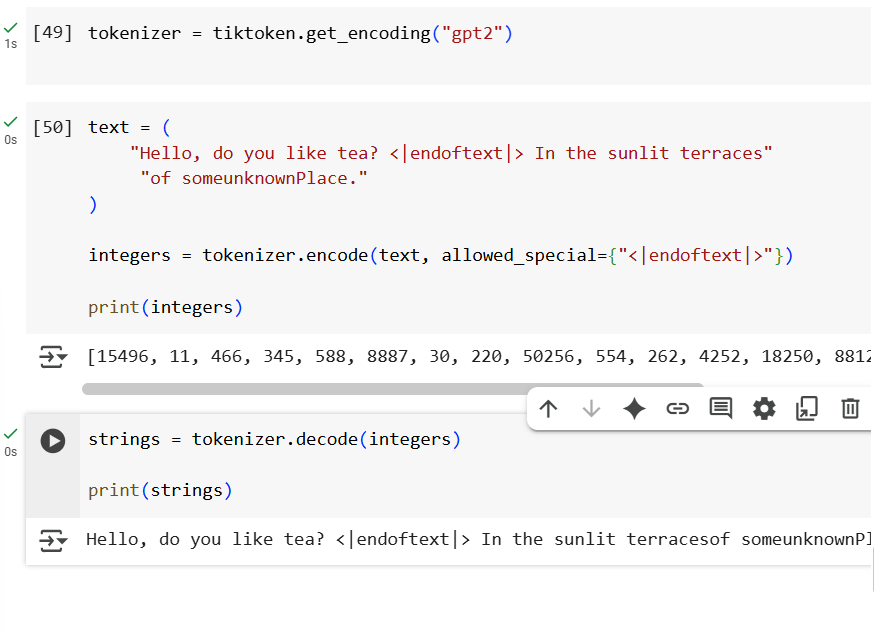 [49] tokenizer = tiktoken.get_encoding("gpt2")
1s
[50] text = (
0s
"Hello, do you like tea? <|endoftext|> In the sunlit terraces"
"of someunknownPlace."
)
integers = tokenizer.encode(text, allowed_special={"<|endoftext|>"})
print(integers)
[15496, 11, 466, 345, 588, 8887, 30, 220, 50256, 554, 262, 4252, 18250, 8812
strings = tokenizer.decode(integers)
0s
print(strings)
Hello, do you like tea? <|endoftext|> In the sunlit terracesof someunknownPl